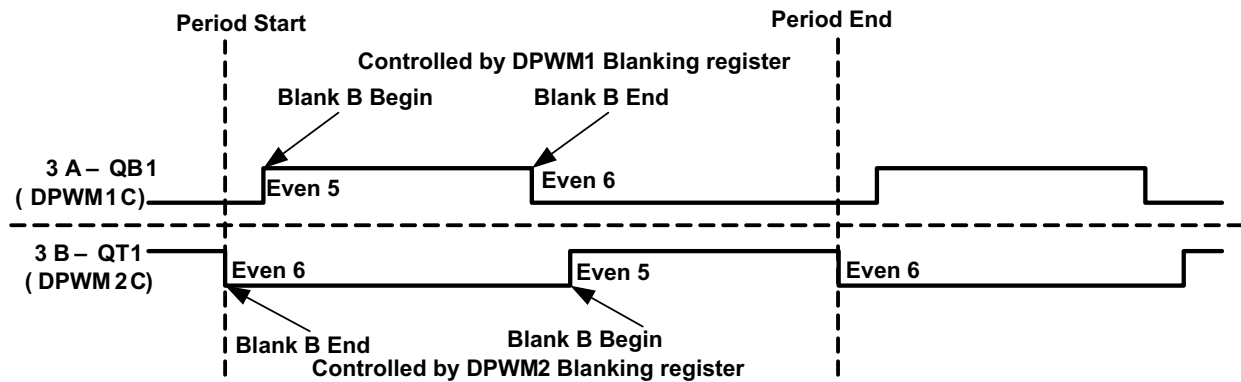 Period Start
Period End
Controlled by DPWM1 Blanking register
Blank B Begin
Blank B End
3 A – QB1
( DPWM1C)
Even 5
Even 6
3 B – QT1
( DPWM 2C)
Even 6
Even 5
Even 6
Blank B End
Blank B Begin
Controlled by DPWM2 Blanking register